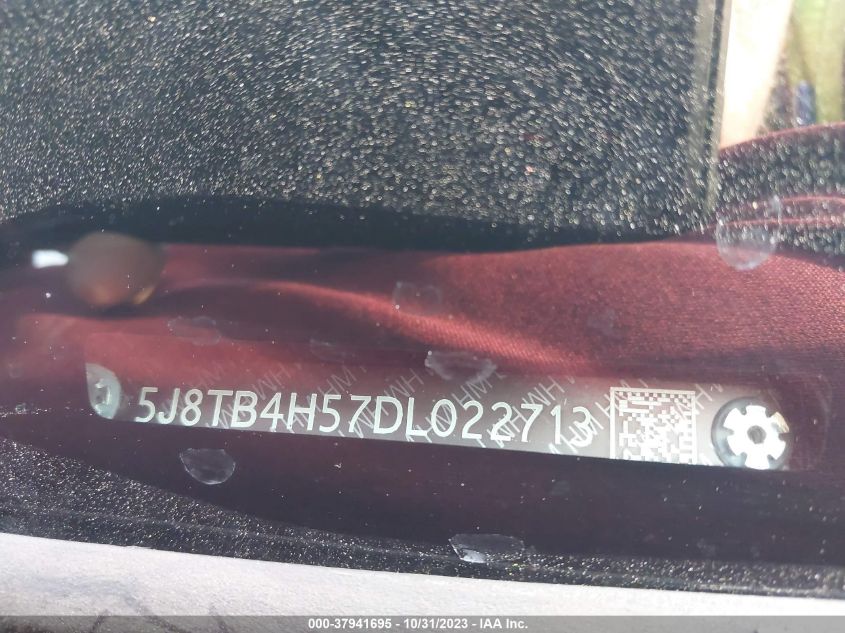 5J8TB4H57DL022713
000-37941695 - 10/31/2023 - IAA Inc.